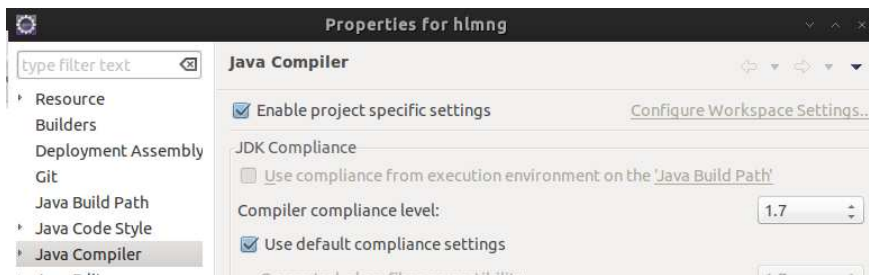 Properties for hlmng
type filter text
Resource
Builders
Deployment Assembly
Git
Java Build Path
Java Code Style
Java Compiler
Java Compiler
Enable project specific settings
Configure Workspace Settings..
JDK Compliance
Use compliance from execution environment on the 'Java Build Path'
Compiler compliance level:
1.7
Use default compliance settings